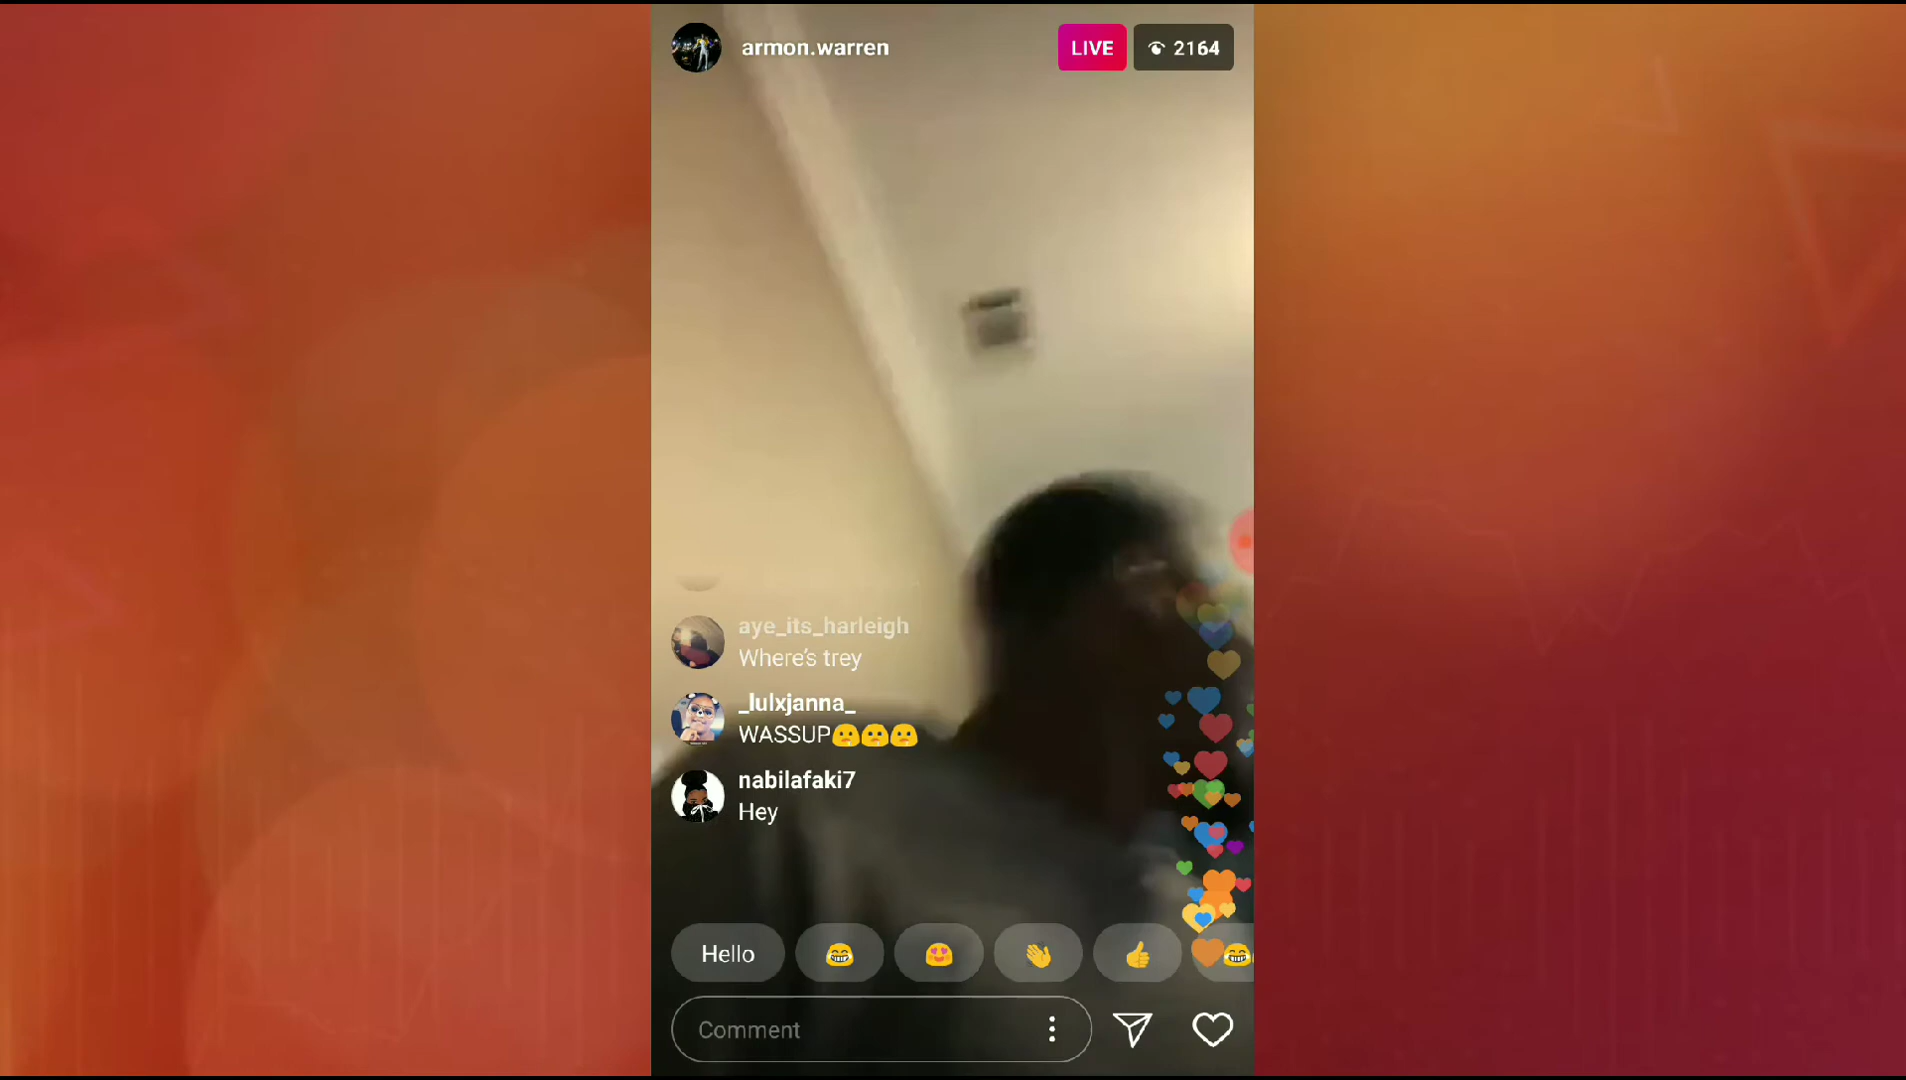 armon.warren
LIVE 2164
aye_its_harleigh
Where's trey
_lulxjanna_
WASSUP😕😕😕
nabilafaki7
Hey
Hello 😂 😍 👏 👍 😂
Comment